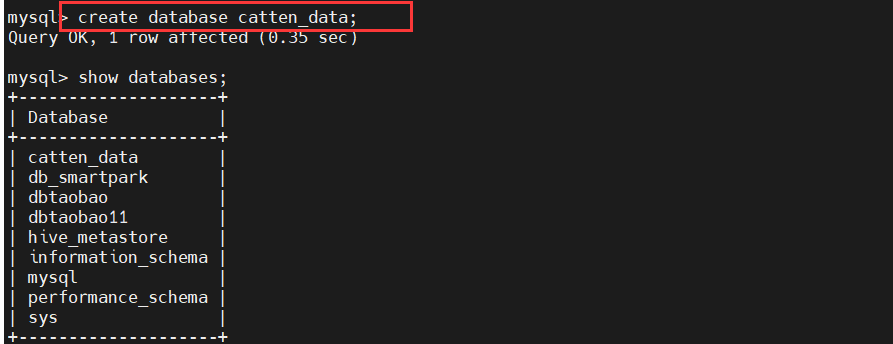 mysql> create database catten_data;
Query OK, 1 row affected (0.35 sec)
mysql> show databases;
+--------------------+
| Database           |
+--------------------+
| catten_data        |
| db_smartpark       |
| dbtaobao           |
| dbtaobao11         |
| hive_metastore     |
| information_schema |
| mysql              |
| performance_schema |
| sys                |
+--------------------+